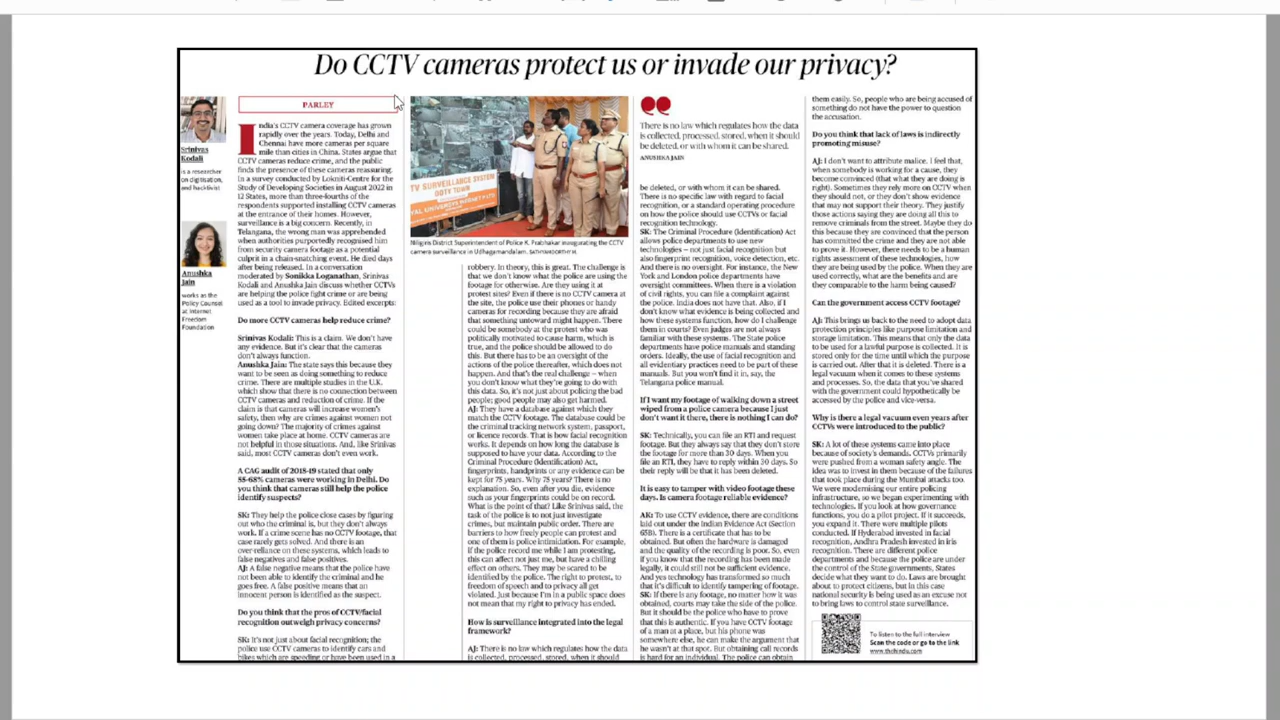 Do CCTV cameras protect us or invade our privacy?
Srinivas
Kodali
is a researcher
on digitisation,
and hacktivist
Anushka
Jain
works as the
Policy Counsel
at Internet
Freedom
Foundation
PARLEY
India's CCTV camera coverage has grown
rapidly over the years. Today, Delhi and
Chennai have more cameras per square
mile than cities in China. States argue that
CCTV cameras reduce crime, and the public
finds the presence of these cameras reassuring.
In a survey conducted by Lokniti-Centre for the
Study of Developing Societies in August 2022 in
12 States, more than three-fourths of the
respondents supported installing CCTV cameras
at the entrance of their homes. However,
surveillance is a big concern. Recently, in
Telangana, the wrong man was apprehended
when authorities purportedly recognised him
from security camera footage as a potential
culprit in a chain-snatching event. He died days
after being released. In a conversation
moderated by Sonikka Loganathan, Srinivas
Kodali and Anushka Jain discuss whether CCTVs
are helping the police fight crime or are being
used as a tool to invade privacy. Edited excerpts:
Do more CCTV cameras help reduce crime?
Srinivas Kodali: This is a claim. We don't have
any evidence. But it's clear that the cameras
don't always function.
Anushka Jain: The state says this because they
want to be seen as doing something to reduce
crime. There are multiple studies in the U.K.
which show that there is no connection between
CCTV cameras and reduction of crime. If the
claim is that cameras will increase women's
safety, then why are crimes against women not
going down? The majority of crimes against
women take place at home. CCTV cameras are
not helpful in those situations. And, like Srinivas
said, most CCTV cameras don't even work.
A CAG audit of 2018-19 stated that only
55-68% cameras were working in Delhi. Do
you think that cameras still help the police
identify suspects?
SK: They help the police close cases by figuring
out who the criminal is, but they don't always
work. If a crime scene has no CCTV footage, that
case rarely gets solved. And there is an
over-reliance on these systems, which leads to
false negatives and false positives.
AJ: A false negative means that the police have
not been able to identify the criminal and he
goes free. A false positive means that an
innocent person is identified as the suspect.
Do you think that the pros of CCTV/facial
recognition outweigh privacy concerns?
SK: It's not just about facial recognition; the
police use CCTV cameras to identify cars and
bikes which are speeding or have been used in a
TV SURVEILLANCE SYSTEM
OOTY TOWN
Nilgiris District Superintendent of Police K. Prabhakar inaugurating the CCTV
camera surveillance in Udhagamandalam. SATHYAMOORTHY M.
robbery. In theory, this is great. The challenge is
that we don't know what the police are using the
footage for otherwise. Are they using it at
protest sites? Even if there is no CCTV camera at
the site, the police use their phones or handy
cameras for recording because they are afraid
that something untoward might happen. There
could be somebody at the protest who was
politically motivated to cause harm, which is
true, and the police should be allowed to do
this. But there has to be an oversight of the
actions of the police thereafter, which does not
happen. And that's the real challenge – when
you don't know what they're going to do with
this data. So, it's not just about policing the bad
people; good people may also get harmed.
AJ: They have a database against which they
match the CCTV footage. The database could be
the criminal tracking network system, passport,
or licence records. That is how facial recognition
works. It depends on how long the database is
supposed to have your data. According to the
Criminal Procedure (Identification) Act,
fingerprints, handprints or any evidence can be
kept for 75 years. Why 75 years? There is no
explanation. So, even after you die, evidence
such as your fingerprints could be on record.
What is the point of that? Like Srinivas said, the
task of the police is to not just investigate
crimes, but maintain public order. There are
barriers to how freely people can protest and
one of them is police intimidation. For example,
if the police record me while I am protesting,
this can affect not just me, but have a chilling
effect on others. They may be scared to be
identified by the police. The right to protest, to
freedom of speech and to privacy all get
violated. Just because I'm in a public space does
not mean that my right to privacy has ended.
How is surveillance integrated into the legal
framework?
AJ: There is no law which regulates how the data
is collected, processed, stored, when it should
There is no law which regulates how the data
is collected, processed, stored, when it should
be deleted, or with whom it can be shared.
ANUSHKA JAIN
be deleted, or with whom it can be shared.
There is no specific law with regard to facial
recognition, or a standard operating procedure
on how the police should use CCTVs or facial
recognition technology.
SK: The Criminal Procedure (Identification) Act
allows police departments to use new
technologies – not just facial recognition but
also fingerprint recognition, voice detection, etc.
And there is no oversight. For instance, the New
York and London police departments have
oversight committees. When there is a violation
of civil rights, you can file a complaint against
the police. India does not have that. Also, if I
don't know what evidence is being collected and
how these systems function, how do I challenge
them in courts? Even judges are not always
familiar with these systems. The State police
departments have police manuals and standing
orders. Ideally, the use of facial recognition and
all evidentiary practices need to be part of these
manuals. But you won't find it in, say, the
Telangana police manual.
If I want my footage of walking down a street
wiped from a police camera because I just
don't want it there, there is nothing I can do?
SK: Technically, you can file an RTI and request
footage. But they always say that they don't store
the footage for more than 30 days. When you
file an RTI, they have to reply within 30 days. So
their reply will be that it has been deleted.
It is easy to tamper with video footage these
days. Is camera footage reliable evidence?
AK: To use CCTV evidence, there are conditions
laid out under the Indian Evidence Act (Section
65B). There is a certificate that has to be
obtained. But often the hardware is damaged
and the quality of the recording is poor. So, even
if you know that the recording has been made
legally, it could still not be sufficient evidence.
And yes technology has transformed so much
that it's difficult to identify tampering of footage.
SK: If there is any footage, no matter how it was
obtained, courts may take the side of the police.
But it should be the police who have to prove
that this is authentic. If you have CCTV footage
of a man at a place, but his phone was
somewhere else, he can make the argument that
he wasn't at that spot. But obtaining call records
is hard for an individual. The police can obtain
them easily. So, people who are being accused of
something do not have the power to question
the accusation.
Do you think that lack of laws is indirectly
promoting misuse?
AJ: I don't want to attribute malice. I feel that,
when somebody is working for a cause, they
become convinced (that what they are doing is
right). Sometimes they rely more on CCTV when
they should not, or they don't show evidence
that may not support their theory. They justify
those actions saying they are doing all this to
remove criminals from the street. Maybe they do
this because they are convinced that the person
has committed the crime and they are not able
to prove it. However, there needs to be a human
rights assessment of these technologies, how
they are being used by the police. When they are
used correctly, what are the benefits and are
they comparable to the harm being caused?
Can the government access CCTV footage?
AJ: This brings us back to the need to adopt data
protection principles like purpose limitation and
storage limitation. This means that only the data
to be used for a lawful purpose is collected. It is
stored only for the time until which the purpose
is carried out. After that it is deleted. There is a
legal vacuum when it comes to these systems
and processes. So, the data that you've shared
with the government could hypothetically be
accessed by the police and vice-versa.
Why is there a legal vacuum even years after
CCTVs were introduced to the public?
SK: A lot of these systems came into place
because of society's demands. CCTVs primarily
were pushed from a woman safety angle. The
idea was to invest in them because of the failures
that took place during the Mumbai attacks too.
We were modernising our entire policing
infrastructure, so we began experimenting with
technologies. If you look at how governance
functions, you do a pilot project. If it succeeds,
you expand it. There were multiple pilots
conducted. If Hyderabad invested in facial
recognition, Andhra Pradesh invested in iris
recognition. There are different police
departments and because the police are under
the control of the State governments, States
decide what they want to do. Laws are brought
about to protect citizens, but in this case
national security is being used as an excuse not
to bring laws to control state surveillance.
To listen to the full interview
Scan the code or go to the link
www.thehindu.com